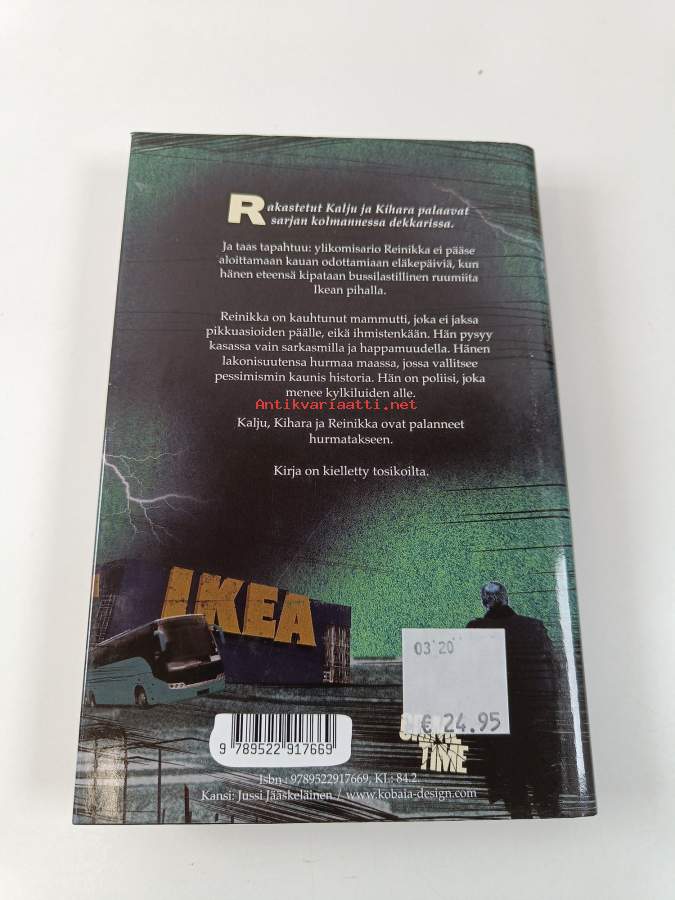 Rakastetut Kalju ja Kihara palaavat
sarjan kolmannessa dekkarissa.
Ja taas tapahtuu: ylikomisario Reinikka ei pääse
aloittamaan kauan odottamiaan eläkepäiviä, kun
hänen eteensä kipataan bussilastillinen ruumiita
Ikean pihalla.
Reinikka on kauhtunut mammutti, joka ei jaksa
pikkuasioiden päälle, eikä ihmistenkään. Hän pysyy
kasassa vain sarkasmilla ja happamuudella. Hänen
lakonisuutensa hurmaa maassa, jossa vallitsee
pessimismin kaunis historia. Hän on poliisi, joka
menee kylkiluiden alle.
Antikvariaatti.net
Kalju, Kihara ja Reinikka ovat palanneet
hurmatakseen.
Kirja on kielletty tosikoilta.
IKEA
03'20
€ 24.95
TIME
9 789522 917669
Isbn : 9789522917669, KL: 84.2
Kansi: Jussi Jääskeläinen / www.kobaia-design.com